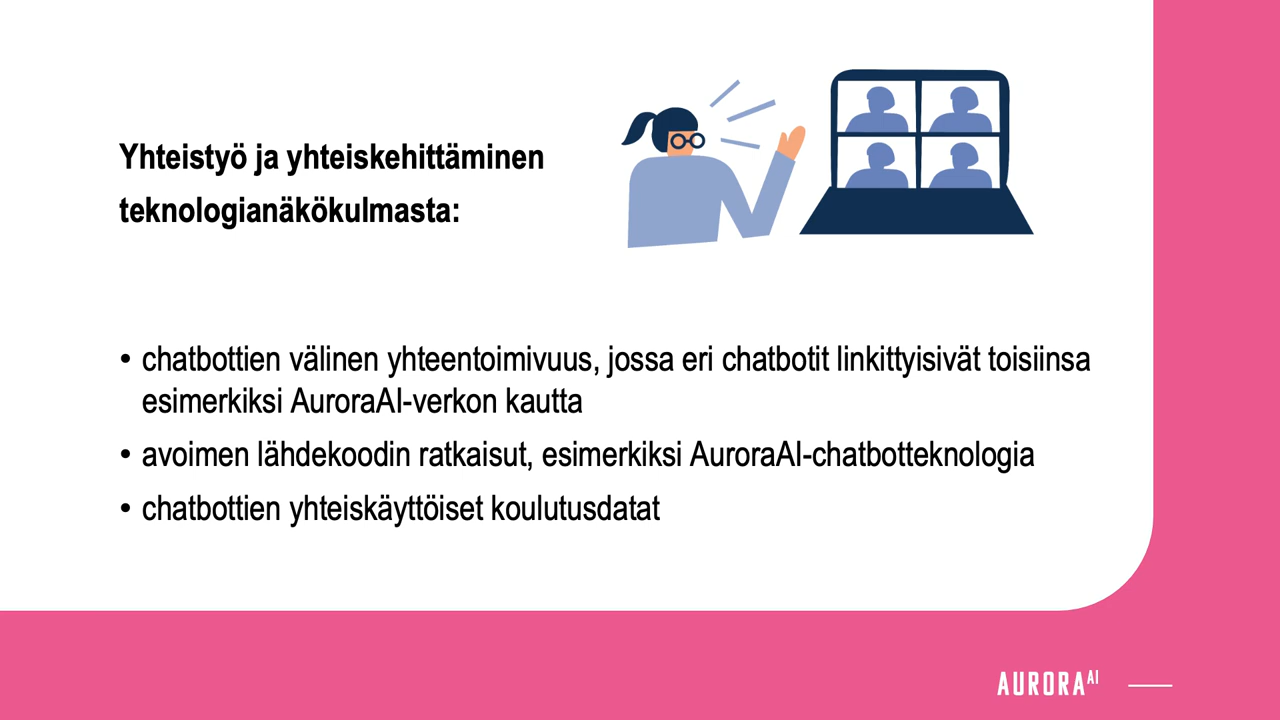 Yhteistyö ja yhteiskehittäminen
teknologianäkökulmasta:
• chatbottien välinen yhteentoimivuus, jossa eri chatbotit linkittyisivät toisiinsa
esimerkiksi AuroraAI-verkon kautta
• avoimen lähdekoodin ratkaisut, esimerkiksi AuroraAI-chatbotteknologia
• chatbottien yhteiskäyttöiset koulutusdatat
AURORA AI